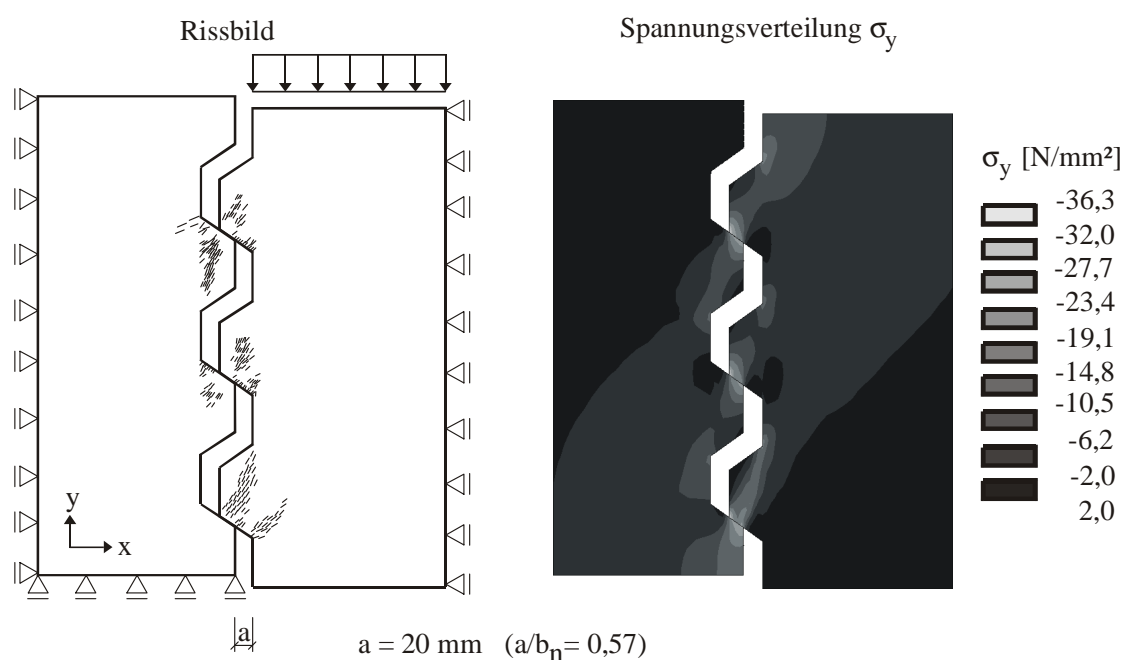 Rissbild
Spannungsverteilung σy
σy [N/mm²]
-36,3
-32,0
-27,7
-23,4
-19,1
-14,8
-10,5
-6,2
-2,0
2,0
y
x
a
a = 20 mm (a/bn= 0,57)